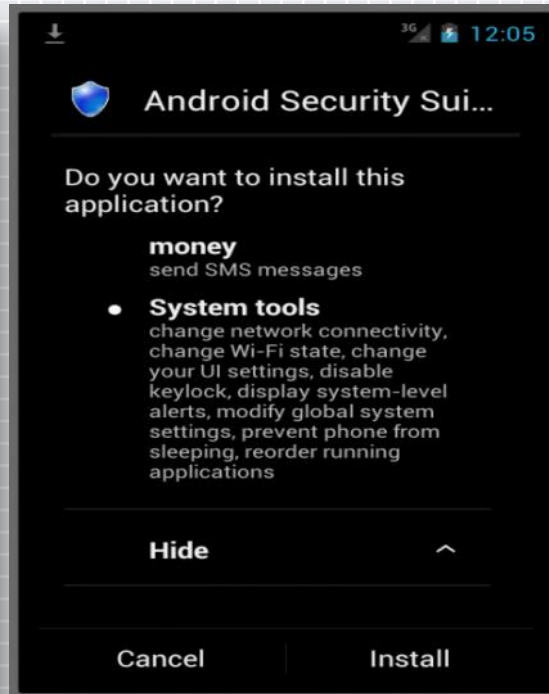 3G 12:05
Android Security Sui...
Do you want to install this
application?
money
send SMS messages
• System tools
change network connectivity,
change Wi-Fi state, change
your UI settings, disable
keylock, display system-level
alerts, modify global system
settings, prevent phone from
sleeping, reorder running
applications
Hide
Cancel Install